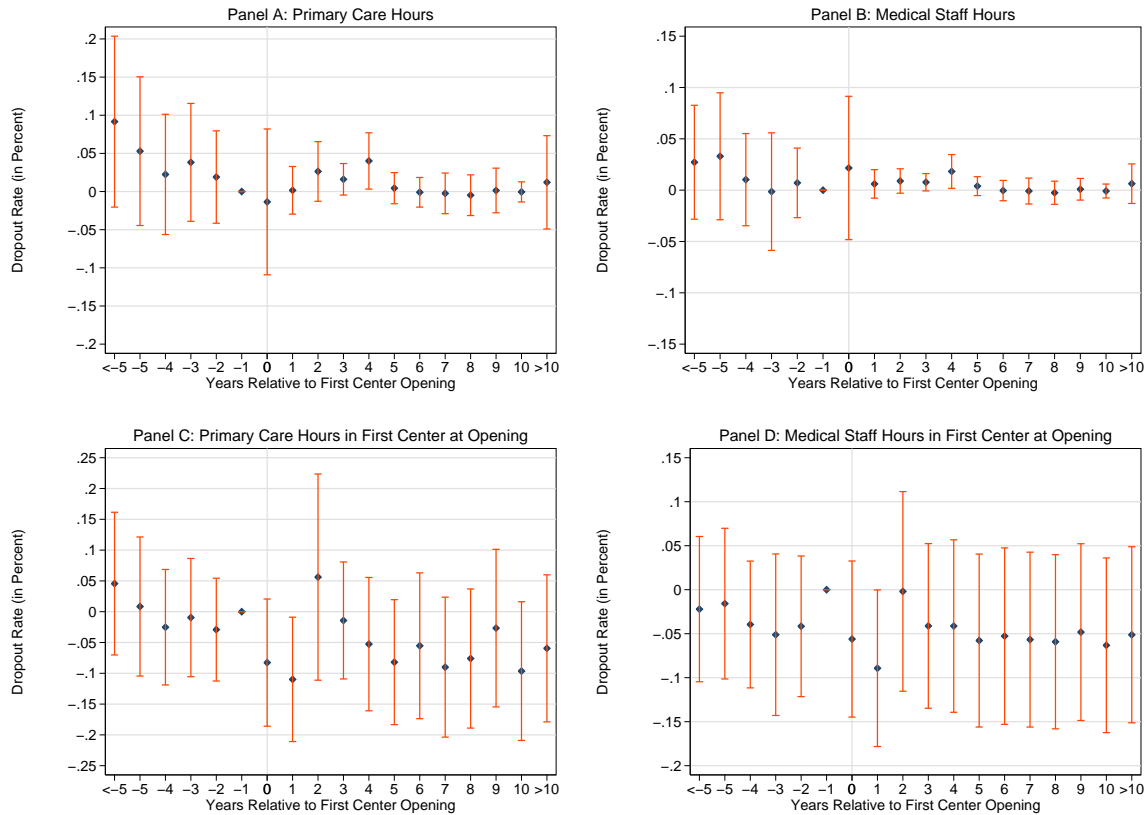 Panel A: Primary Care Hours
Dropout Rate (in Percent)
.2
.15
.1
.05
0
−.05
−.1
−.15
−.2
<−5 −5 −4 −3 −2 −1 0 1 2 3 4 5 6 7 8 9 10 >10
Years Relative to First Center Opening
Panel B: Medical Staff Hours
Dropout Rate (in Percent)
.15
.1
.05
0
−.05
−.1
−.15
<−5 −5 −4 −3 −2 −1 0 1 2 3 4 5 6 7 8 9 10 >10
Years Relative to First Center Opening
Panel C: Primary Care Hours in First Center at Opening
Dropout Rate (in Percent)
.25
.2
.15
.1
.05
0
−.05
−.1
−.15
−.2
−.25
<−5 −5 −4 −3 −2 −1 0 1 2 3 4 5 6 7 8 9 10 >10
Years Relative to First Center Opening
Panel D: Medical Staff Hours in First Center at Opening
Dropout Rate (in Percent)
.15
.1
.05
0
−.05
−.1
−.15
−.2
<−5 −5 −4 −3 −2 −1 0 1 2 3 4 5 6 7 8 9 10 >10
Years Relative to First Center Opening